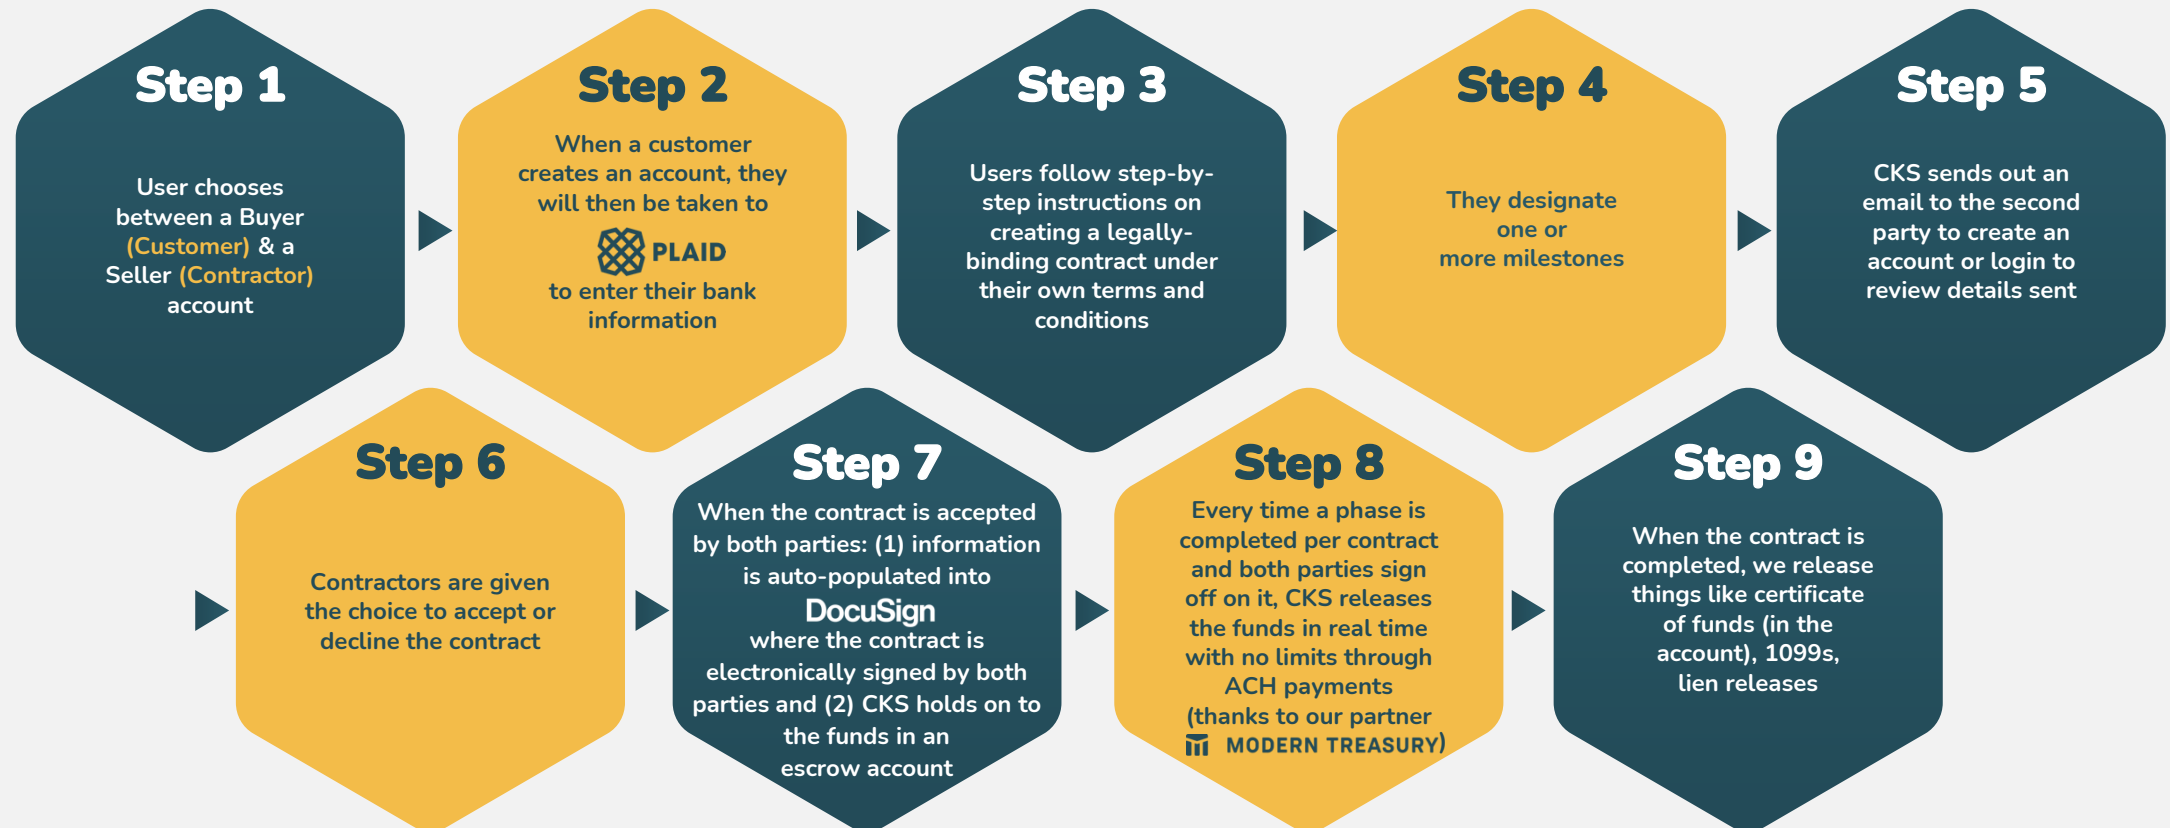 Step 1
User chooses
between a Buyer
(Customer) & a
Seller (Contractor)
account
Step 2
When a customer
creates an account, they
will then be taken to
PLAID
to enter their bank
information
Step 3
Users follow step-by-
step instructions on
creating a legally-
binding contract under
their own terms and
conditions
Step 4
They designate
one or
more milestones
Step 5
CKS sends out an
email to the second
party to create an
account or login to
review details sent
Step 6
Contractors are given
the choice to accept or
decline the contract
Step 7
When the contract is accepted
by both parties: (1) information
is auto-populated into
DocuSign
where the contract is
electronically signed by both
parties and (2) CKS holds on to
the funds in an
escrow account
Step 8
Every time a phase is
completed per contract
and both parties sign
off on it, CKS releases
the funds in real time
with no limits through
ACH payments
(thanks to our partner
MODERN TREASURY)
Step 9
When the contract is
completed, we release
things like certificate
of funds (in the
account), 1099s,
lien releases